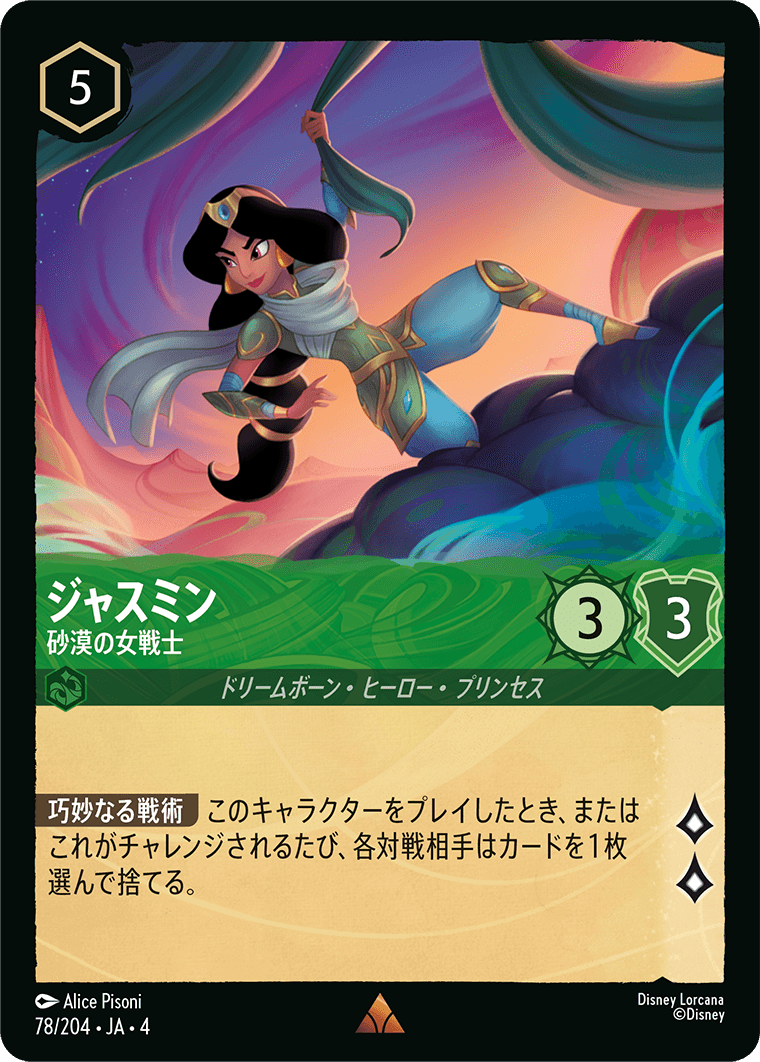 5
ジャスミン
砂漠の女戦士
3
3
ドリームボーン・ヒーロー・プリンセス
巧妙なる戦術 このキャラクターをプレイしたとき、または
これがチャレンジされるたび、各対戦相手はカードを1枚
選んで捨てる。
Alice Pisoni
78/204・JA・4
Disney Lorcana
©Disney